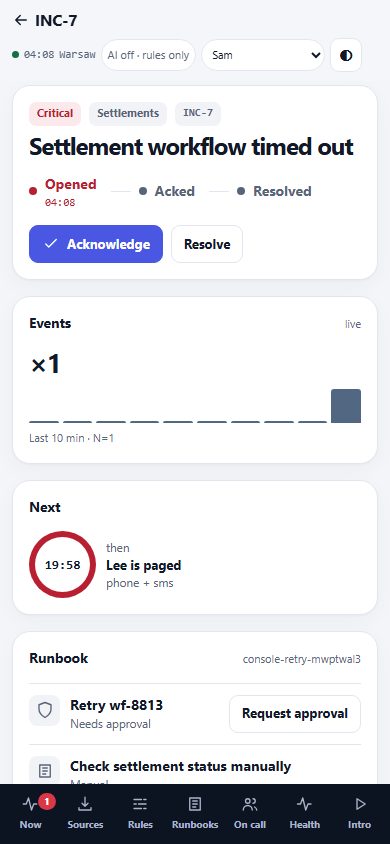 INC-7
04:08 Warsaw AI off · rules only Sam
Critical Settlements INC-7
Settlement workflow timed out
Opened Acked Resolved
04:08
Acknowledge Resolve
Events live
×1
Last 10 min · N=1
Next
19:58
then
Lee is paged
phone + sms
Runbook console-retry-mwptwal3
Retry wf-8813
Needs approval
Request approval
Check settlement status manually
Manual
1
Now Sources Rules Runbooks On call Health Intro